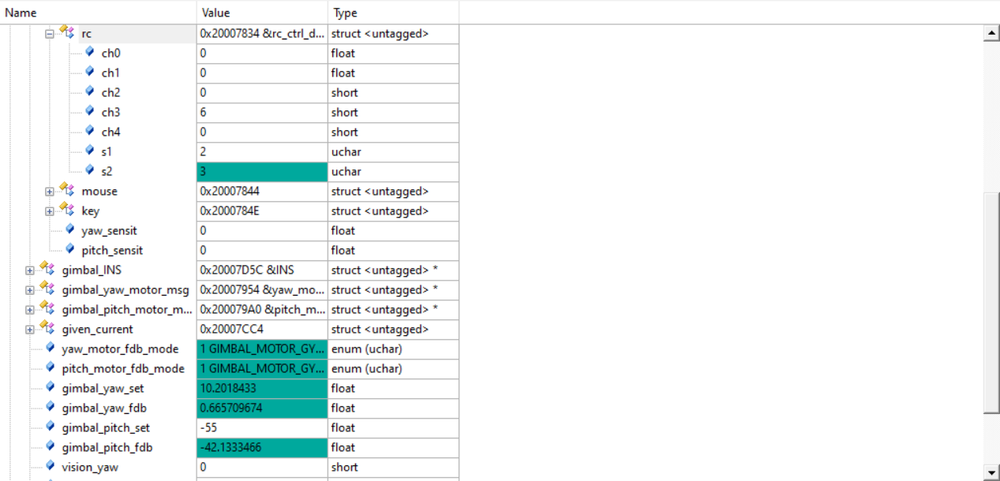 Name Value Type
rc 0x20007834 &rc_ctrl_d... struct <untagged>
ch0 0 float
ch1 0 float
ch2 0 short
ch3 6 short
ch4 0 short
s1 2 uchar
s2 3 uchar
mouse 0x20007844 struct <untagged>
key 0x2000784E struct <untagged>
yaw_sensit 0 float
pitch_sensit 0 float
gimbal_INS 0x20007D5C &INS struct <untagged> *
gimbal_yaw_motor_msg 0x20007954 &yaw_mo... struct <untagged> *
gimbal_pitch_motor_m... 0x200079A0 &pitch_m... struct <untagged> *
given_current 0x20007CC4 struct <untagged>
yaw_motor_fdb_mode 1 GIMBAL_MOTOR_GY... enum (uchar)
pitch_motor_fdb_mode 1 GIMBAL_MOTOR_GY... enum (uchar)
gimbal_yaw_set 10.2018433 float
gimbal_yaw_fdb 0.665709674 float
gimbal_pitch_set -55 float
gimbal_pitch_fdb -42.1333466 float
vision_yaw 0 short